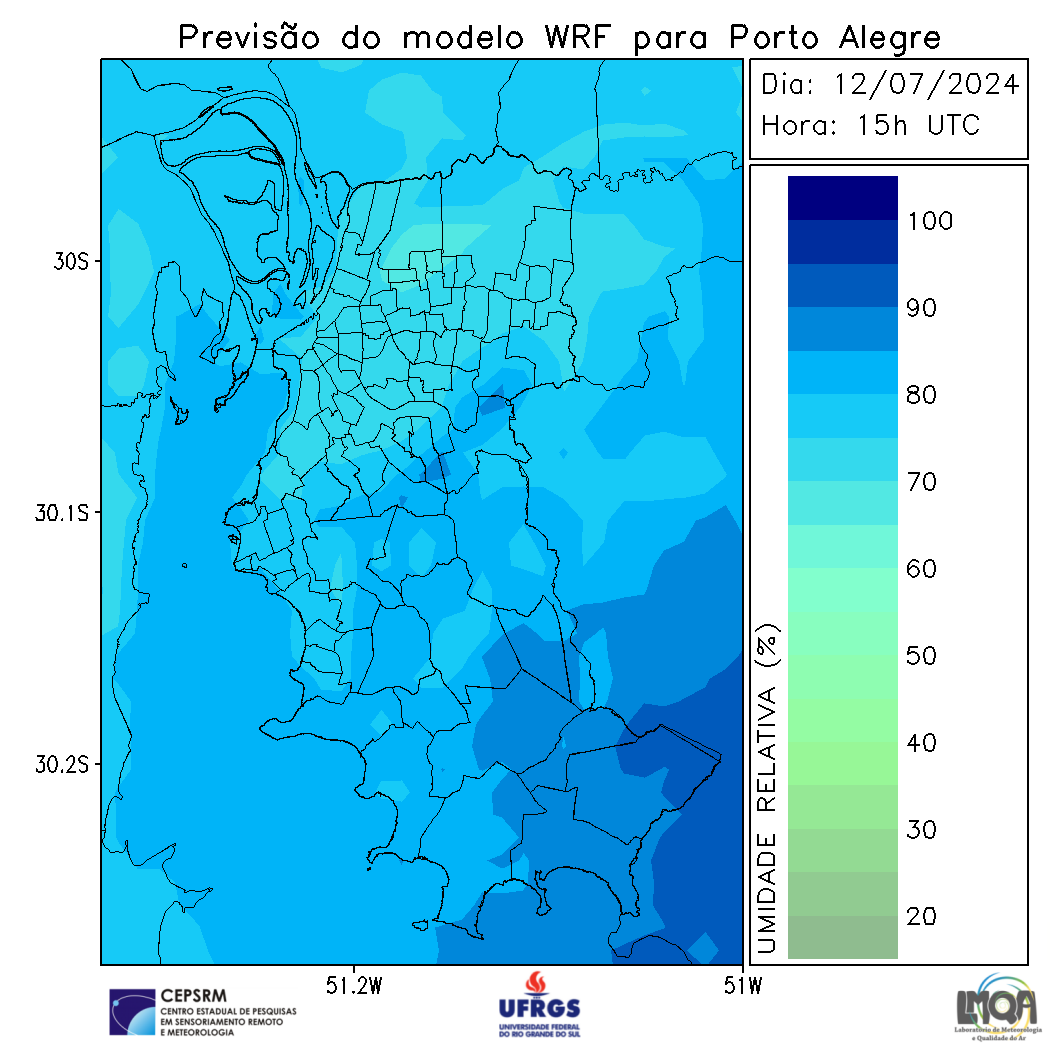 Previsão do modelo WRF para Porto Alegre
Dia: 12/07/2024
Hora: 15h UTC
30S
30.1S
30.2S
51.2W
51W
100
90
80
70
60
50
40
30
20
UMIDADE RELATIVA (%)
CEPSRM
CENTRO ESTADUAL DE PESQUISAS
EM SENSORIAMENTO REMOTO
E METEOROLOGIA
UFRGS
UNIVERSIDADE FEDERAL
DO RIO GRANDE DO SUL
LMQA
Laboratório de Meteorologia
e Qualidade do Ar